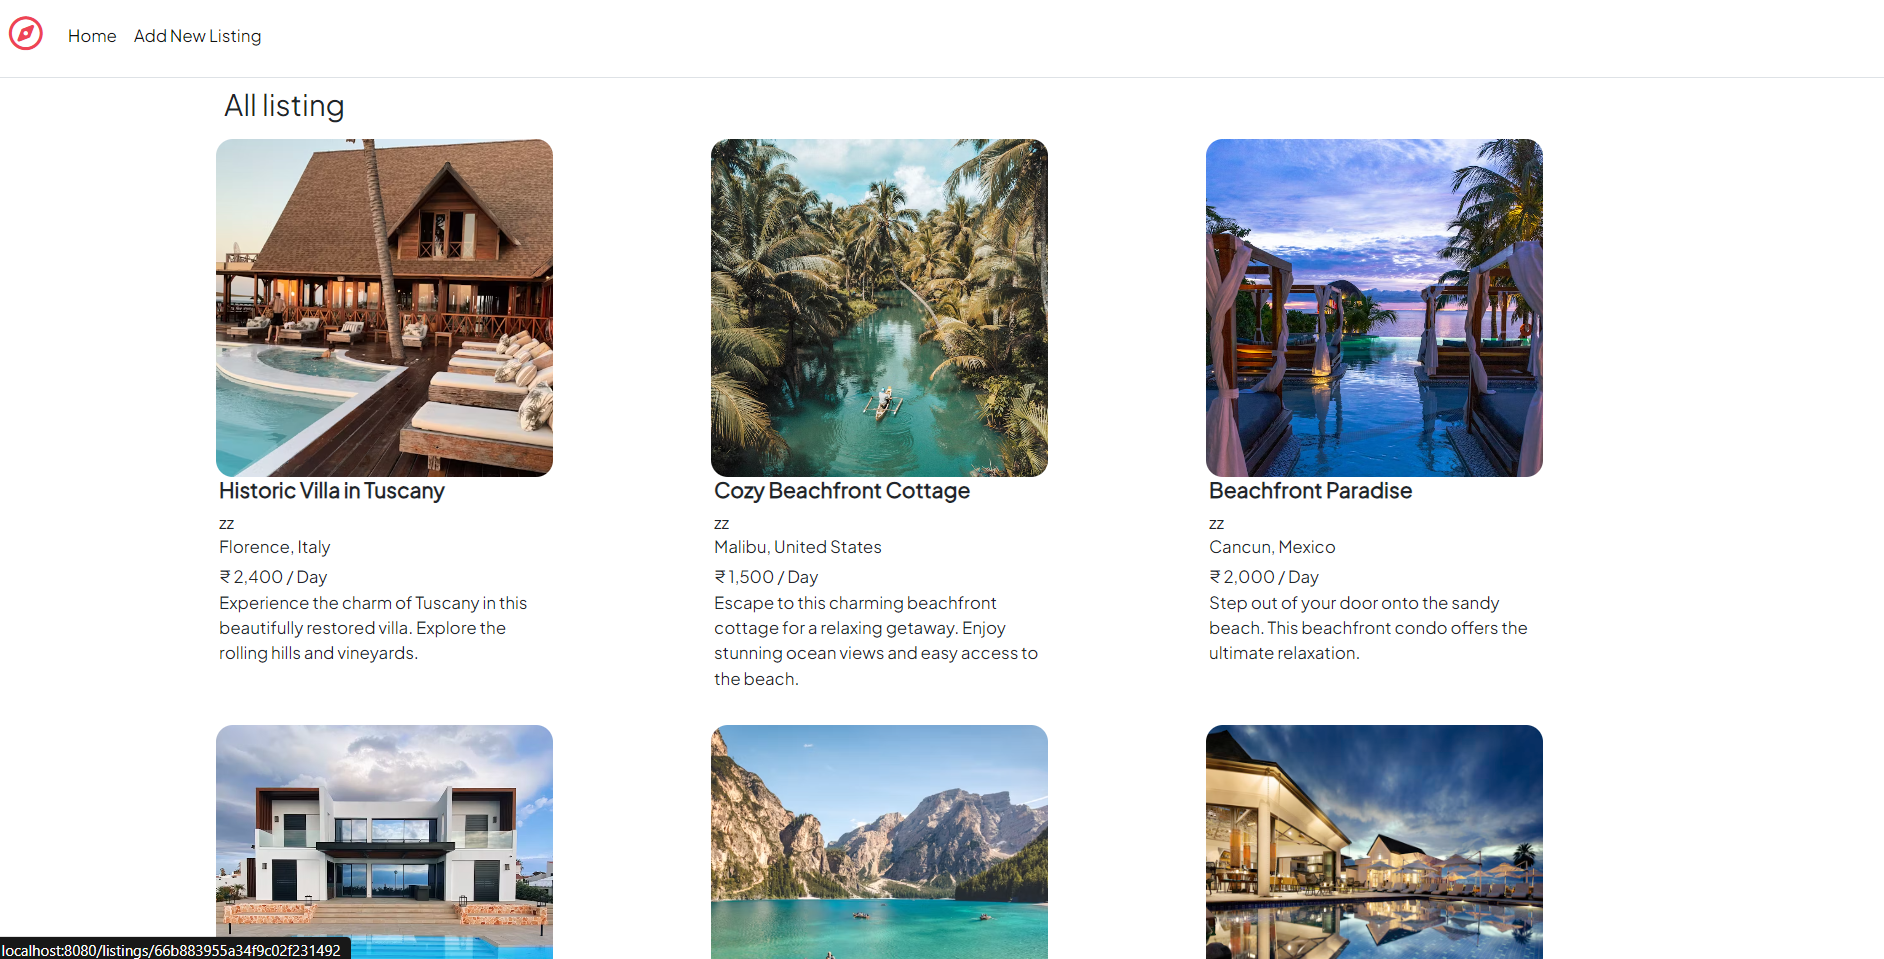 Home Add New Listing
All listing
Historic Villa in Tuscany
zz
Florence, Italy
₹ 2,400 / Day
Experience the charm of Tuscany in this
beautifully restored villa. Explore the
rolling hills and vineyards.
Cozy Beachfront Cottage
zz
Malibu, United States
₹ 1,500 / Day
Escape to this charming beachfront
cottage for a relaxing getaway. Enjoy
stunning ocean views and easy access to
the beach.
Beachfront Paradise
zz
Cancun, Mexico
₹ 2,000 / Day
Step out of your door onto the sandy
beach. This beachfront condo offers the
ultimate relaxation.
localhost:8080/listings/66b883955a34f9c02f231492